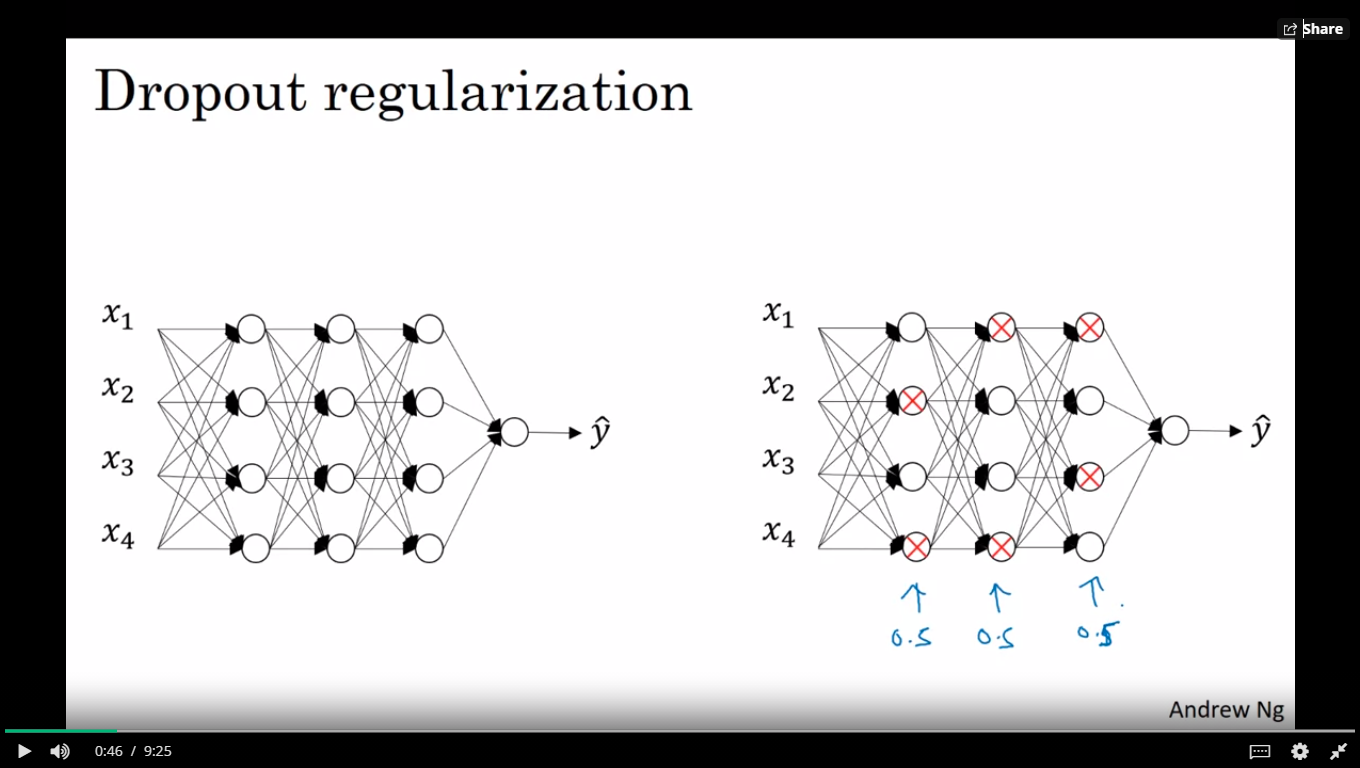 Share
Dropout regularization
x₁
x₂
x₃
x₄
ŷ
x₁
x₂
x₃
x₄
ŷ
0.5 0.5 0.5
Andrew Ng
0:46 / 9:25